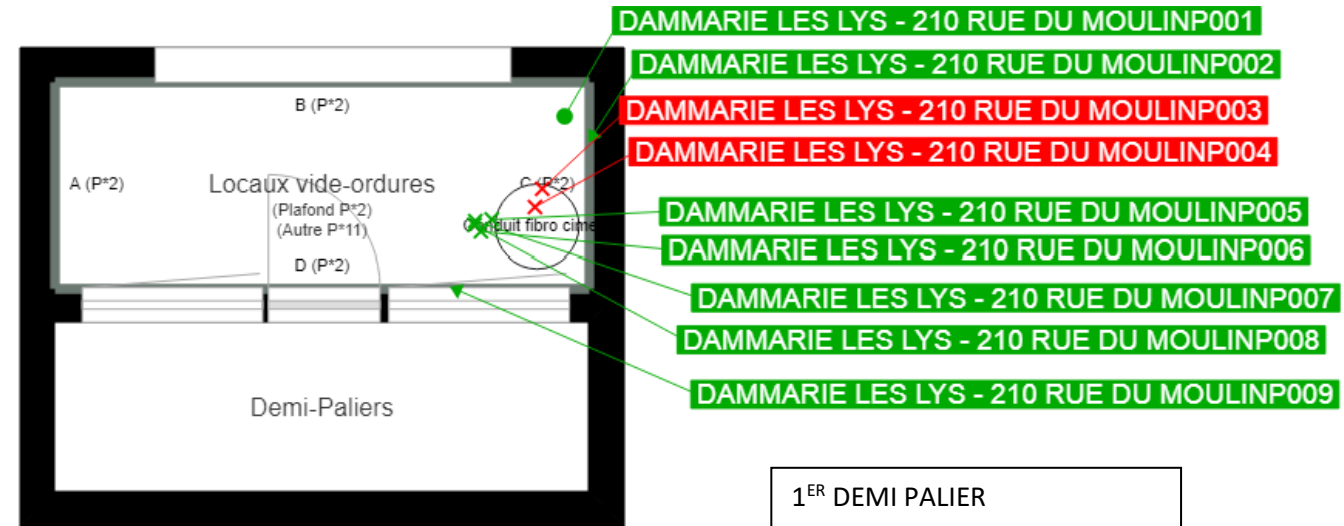 DAMMARIE LES LYS - 210 RUE DU MOULINP001
DAMMARIE LES LYS - 210 RUE DU MOULINP002
B (P*2)
DAMMARIE LES LYS - 210 RUE DU MOULINP003
DAMMARIE LES LYS - 210 RUE DU MOULINP004
A (P*2)
Locaux vide-ordures
C (P*2)
(Plafond P*2)
(Autre P*11)
Conduit fibro cime
D (P*2)
DAMMARIE LES LYS - 210 RUE DU MOULINP005
DAMMARIE LES LYS - 210 RUE DU MOULINP006
DAMMARIE LES LYS - 210 RUE DU MOULINP007
DAMMARIE LES LYS - 210 RUE DU MOULINP008
DAMMARIE LES LYS - 210 RUE DU MOULINP009
Demi-Paliers
1ER DEMI PALIER